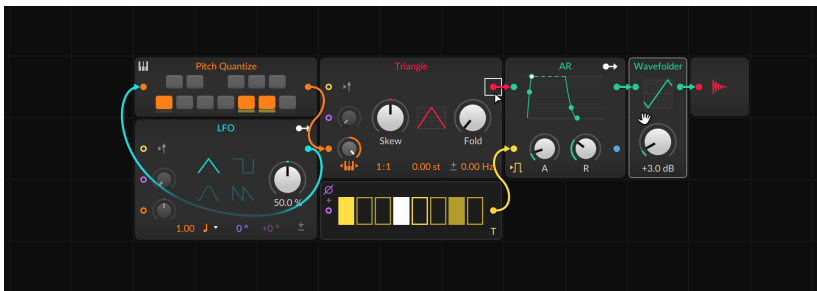 Pitch Quantize
Triangle
AR
Wavefolder
LFO
Skew
Fold
1:1
0.00 st
± 0.00 Hz
A
R
+3.0 dB
50.0 %
1.00
0 °
+0 °
±
T